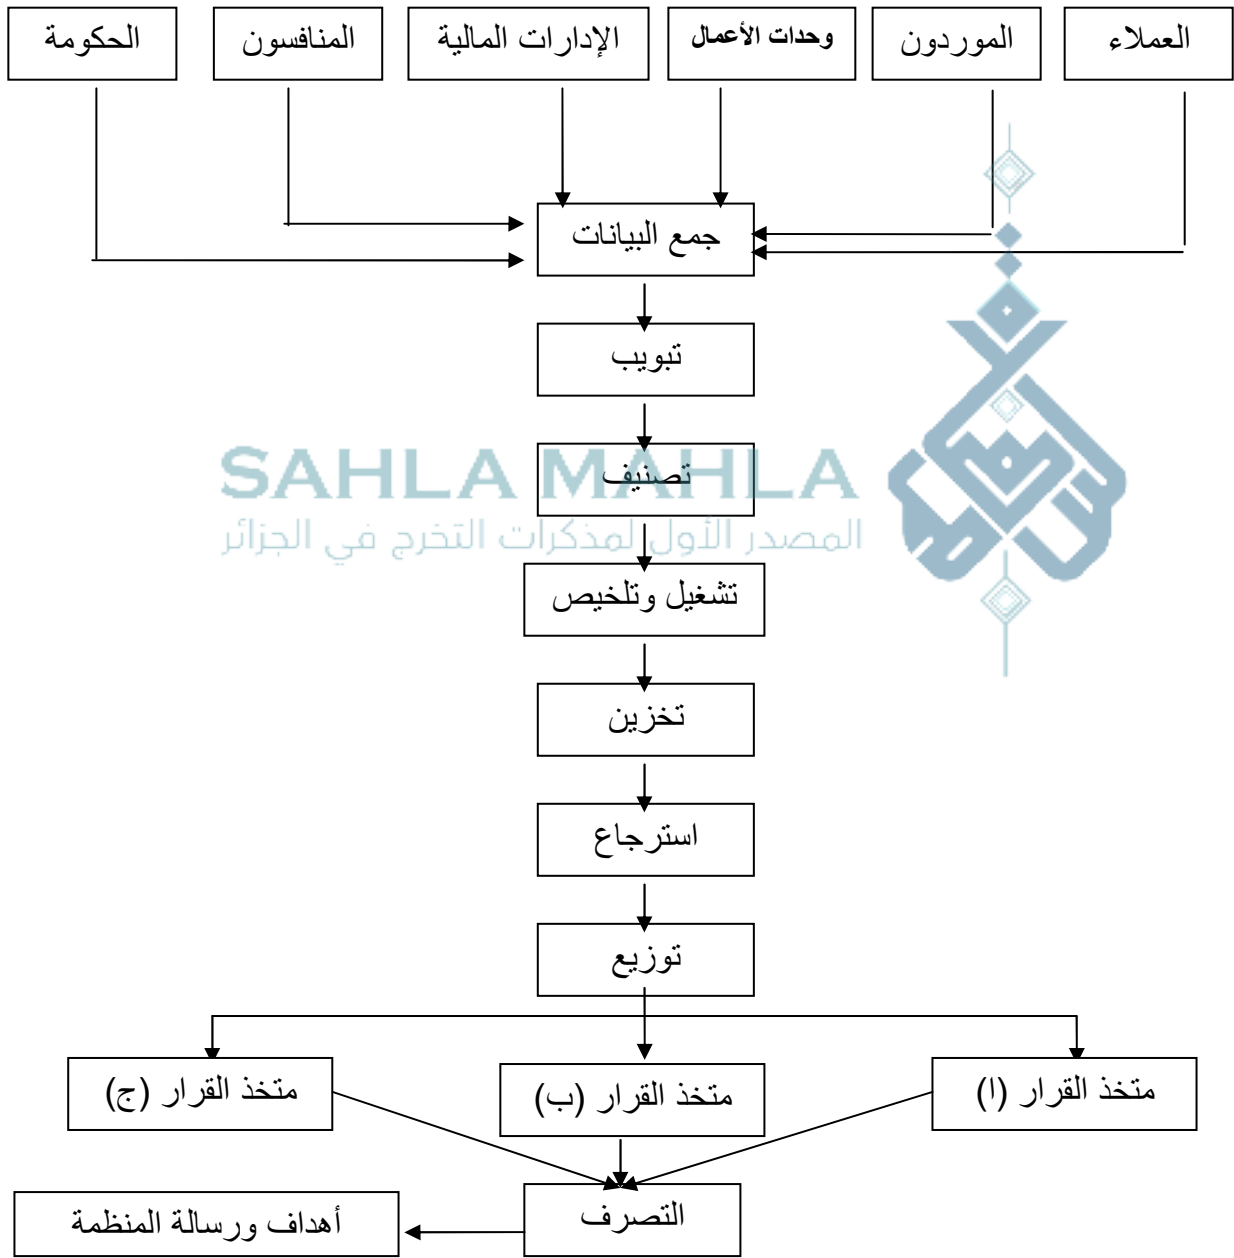 العملاء
الموردون
وحدات الأعمال
الإدارات المالية
المنافسون
الحكومة
جمع البيانات
تبويب
تصنيف
SAHLA MAHLA
المصدر الأول لمذكرات التخرج في الجزائر
تشغيل وتلخيص
تخزين
استرجاع
توزيع
متخذ القرار (ا)
متخذ القرار (ب)
متخذ القرار (ج)
التصرف
أهداف ورسالة المنظمة